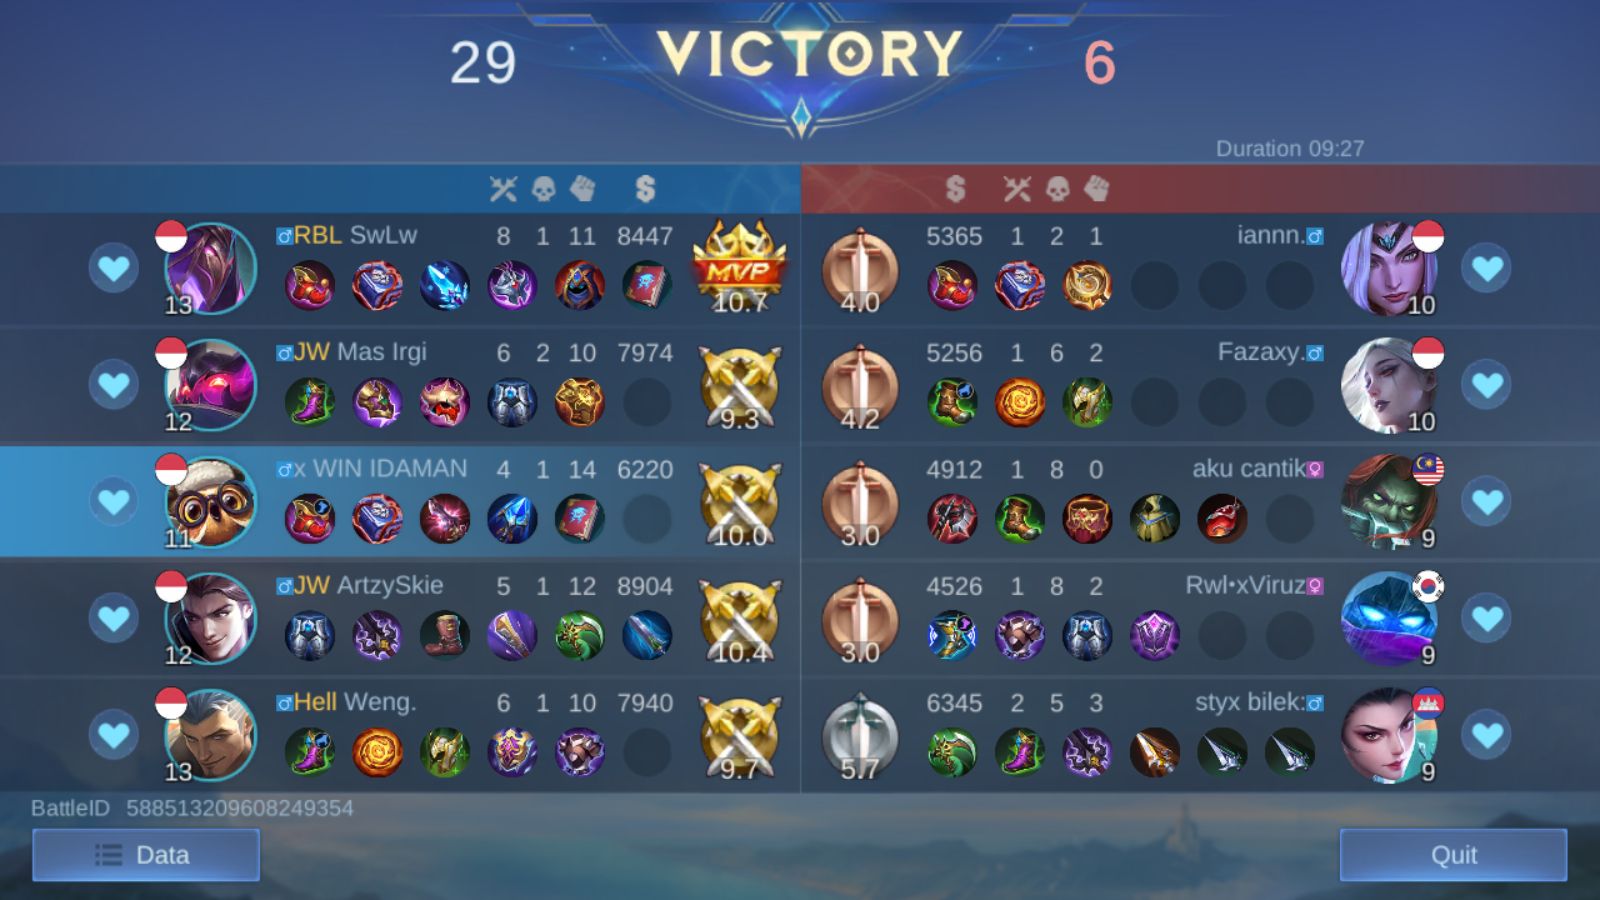 29 VICTORY 6
Duration 09:27
RBL SwLw 8 1 11 8447
13
MVP 10.7
5365 1 2 1 iannn.
4.0
10
JW Mas Irgi 6 2 10 7974
12
9.3
5256 1 6 2 Fazaxy.
4.2
10
x WIN IDAMAN 4 1 14 6220
11
10.0
4912 1 8 0 aku cantik
3.0
9
JW ArtzySkie 5 1 12 8904
12
10.4
4526 1 8 2 Rwl•xViruz
3.0
9
Hell Weng. 6 1 10 7940
13
9.7
6345 2 5 3 styx bilek:
5.7
9
BattleID 588513209608249354
Data
Quit